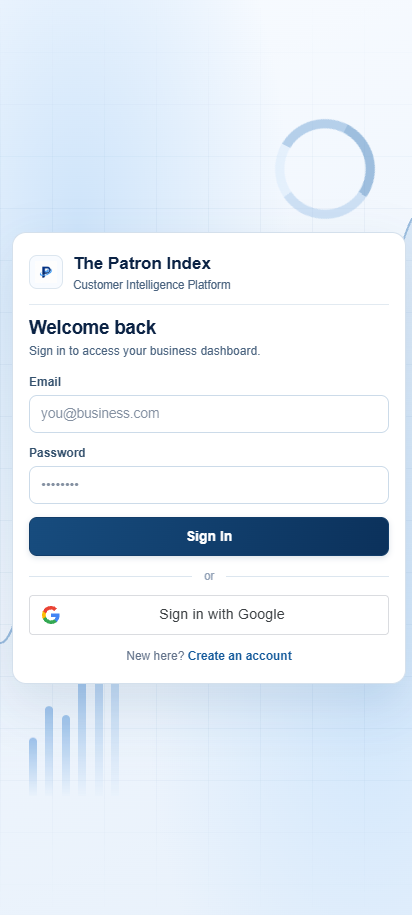 P
The Patron Index
Customer Intelligence Platform
Welcome back
Sign in to access your business dashboard.
Email
you@business.com
Password
••••••••
Sign In
or
Sign in with Google
New here? Create an account